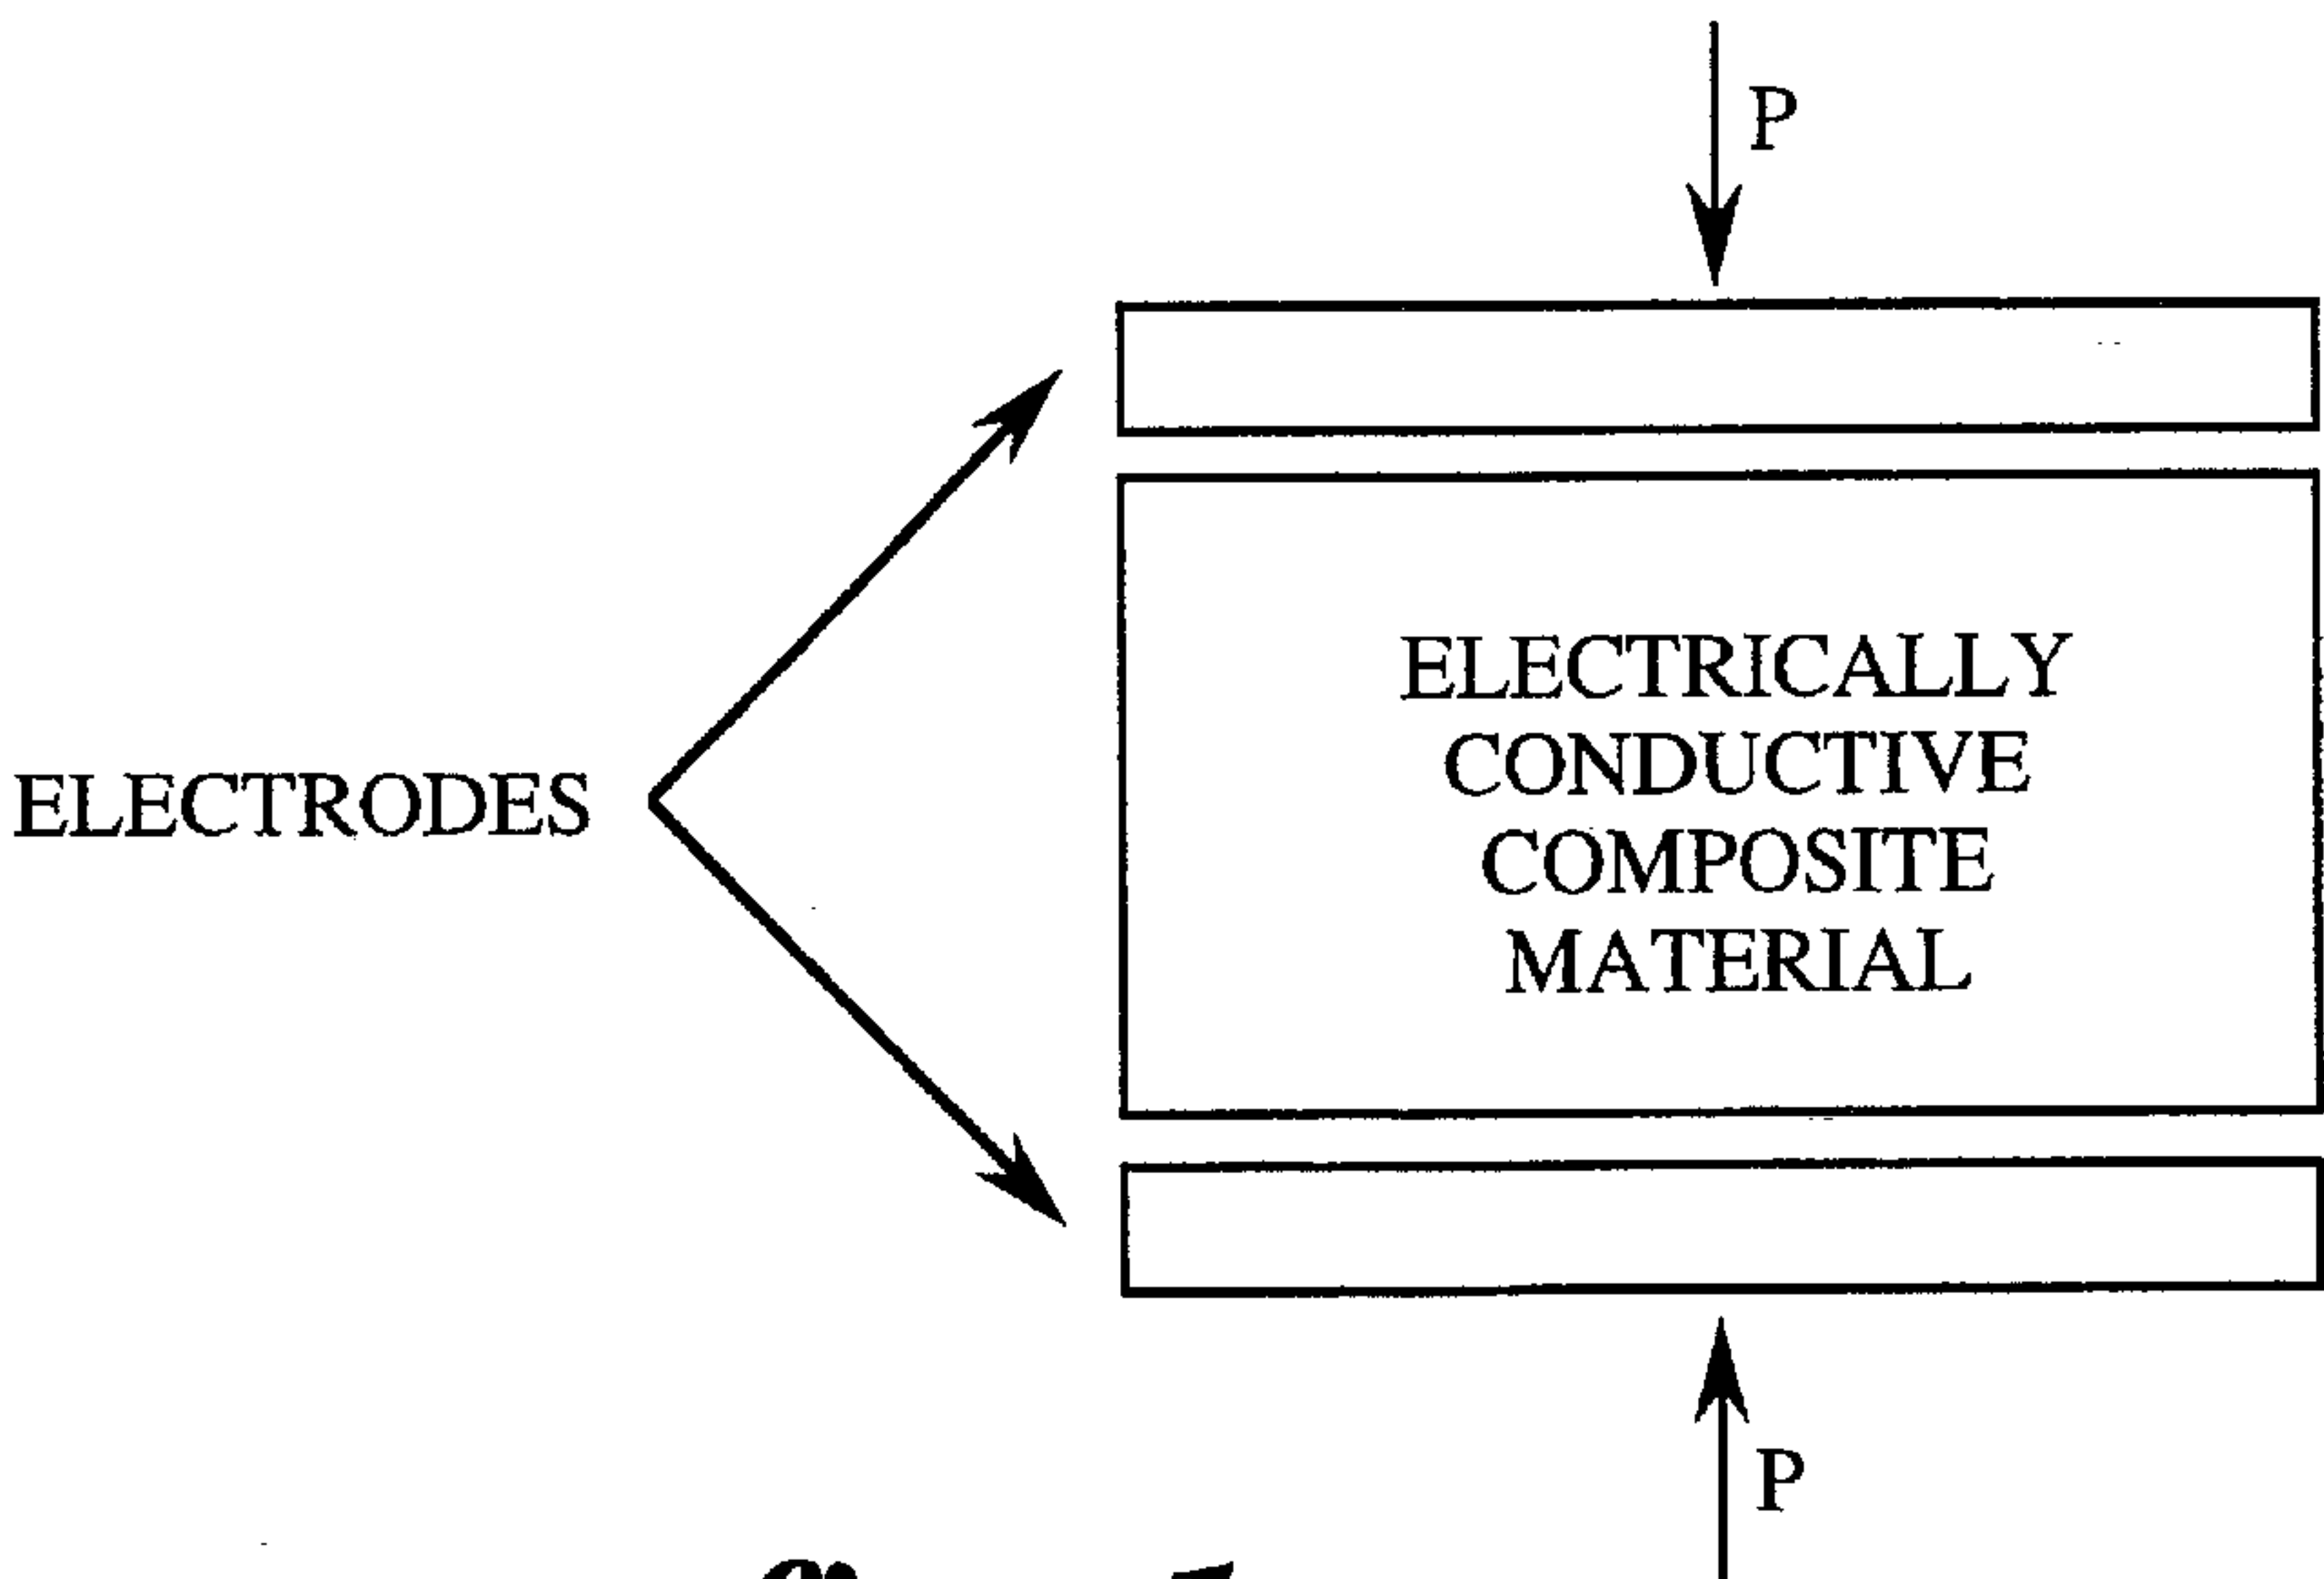 P
ELECTRODES
ELECTRICALLY
CONDUCTIVE
COMPOSITE
MATERIAL
P